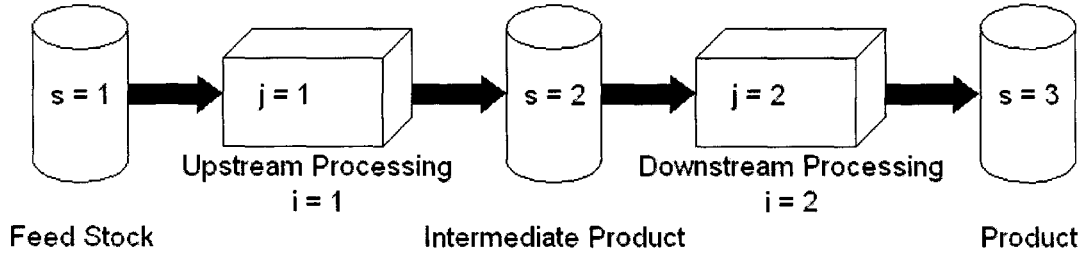 s = 1
j = 1
s = 2
j = 2
s = 3
Upstream Processing
i = 1
Downstream Processing
i = 2
Feed Stock
Intermediate Product
Product